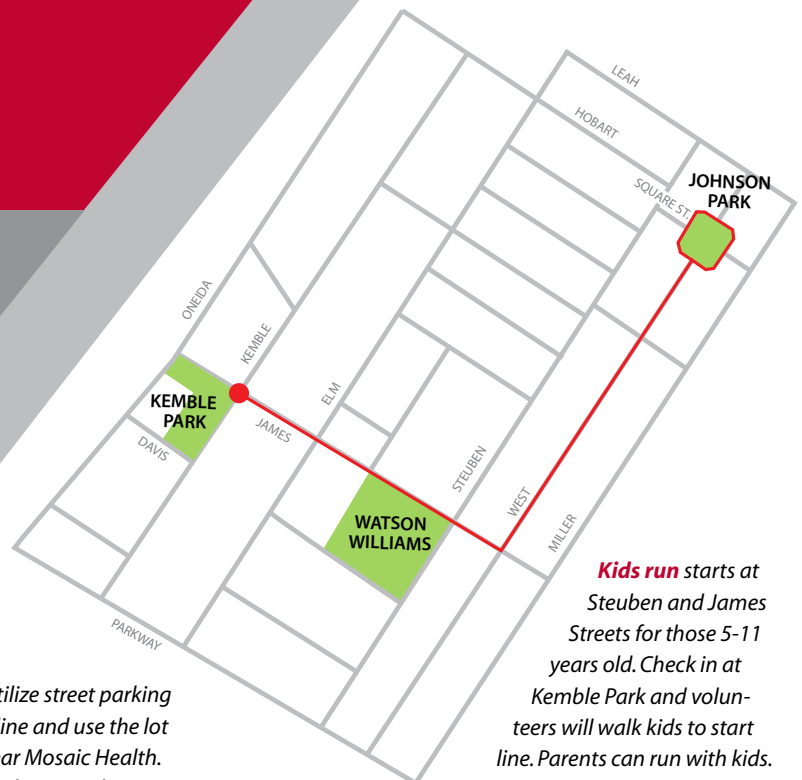 LEAH
HOBART
SQUARE ST.
JOHNSON
PARK
ONEIDA
KEMBLE
ELM
KEMBLE
PARK
JAMES
DAVIS
STEUBEN
WEST
MILLER
WATSON
WILLIAMS
PARKWAY
Kids run starts at
Steuben and James
Streets for those 5-11
years old. Check in at
Kemble Park and volun-
teers will walk kids to start
line. Parents can run with kids.
tilize street parking
line and use the lot
ar Mosaic Health.